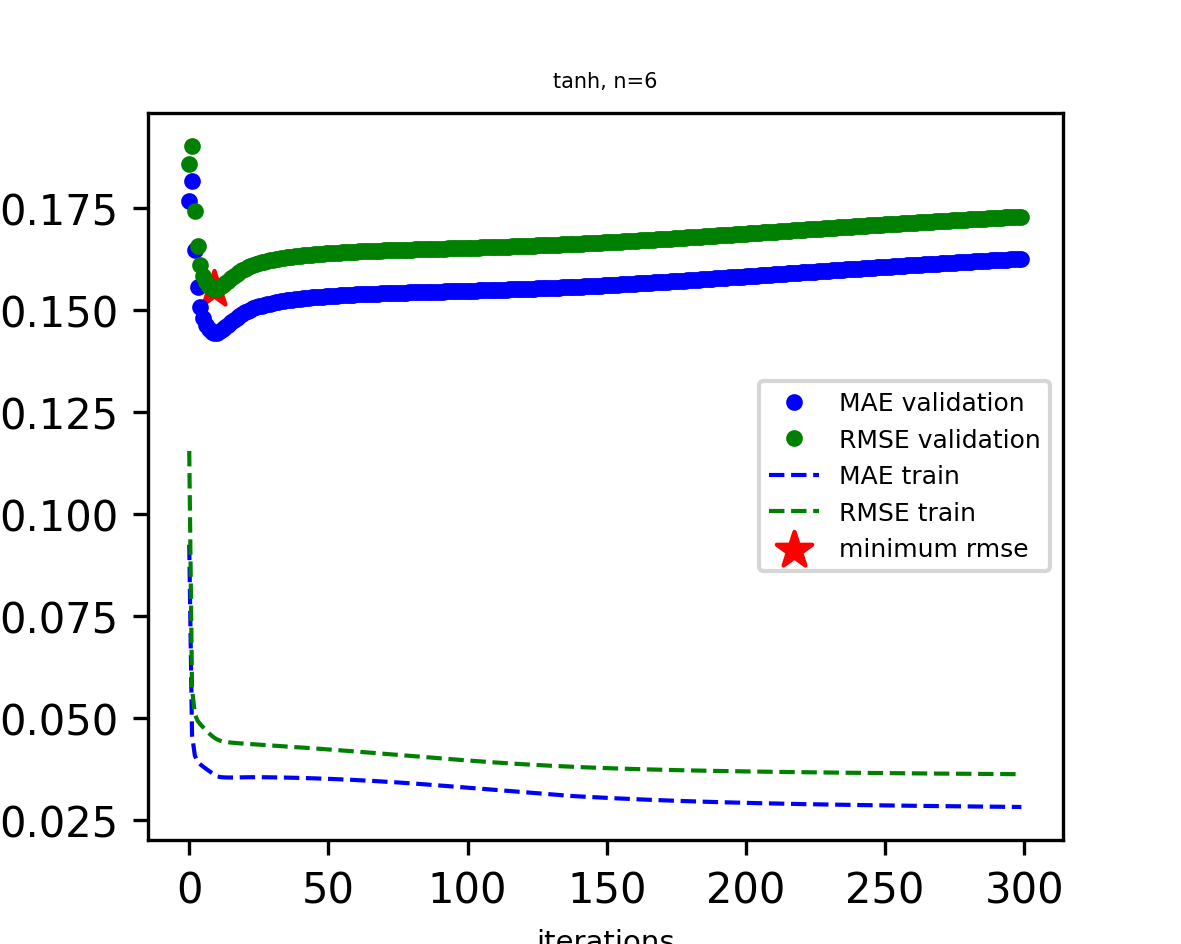 tanh, n=6
0.175
0.150
0.125
0.100
0.075
0.050
0.025
MAE validation
RMSE validation
MAE train
RMSE train
minimum rmse
0 50 100 150 200 250 300
iterations